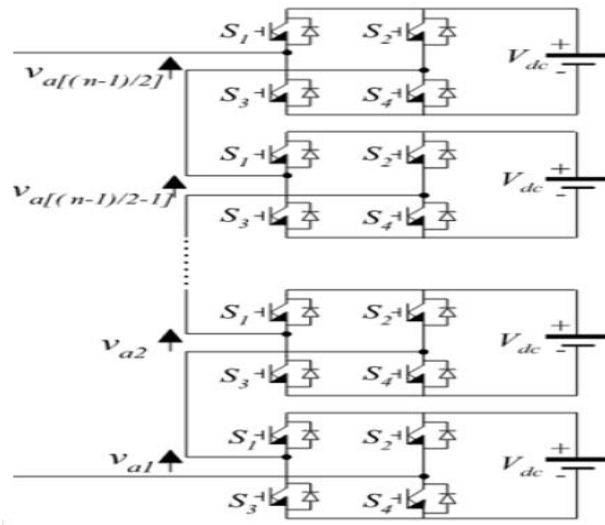 S1 S2 + Vdc -
va[(n-1)/2]
S3 S4
S1 S2 + Vdc -
va[(n-1)/2-1]
S3 S4
S1 S2 + Vdc -
va2
S3 S4
S1 S2 + Vdc -
va1
S3 S4